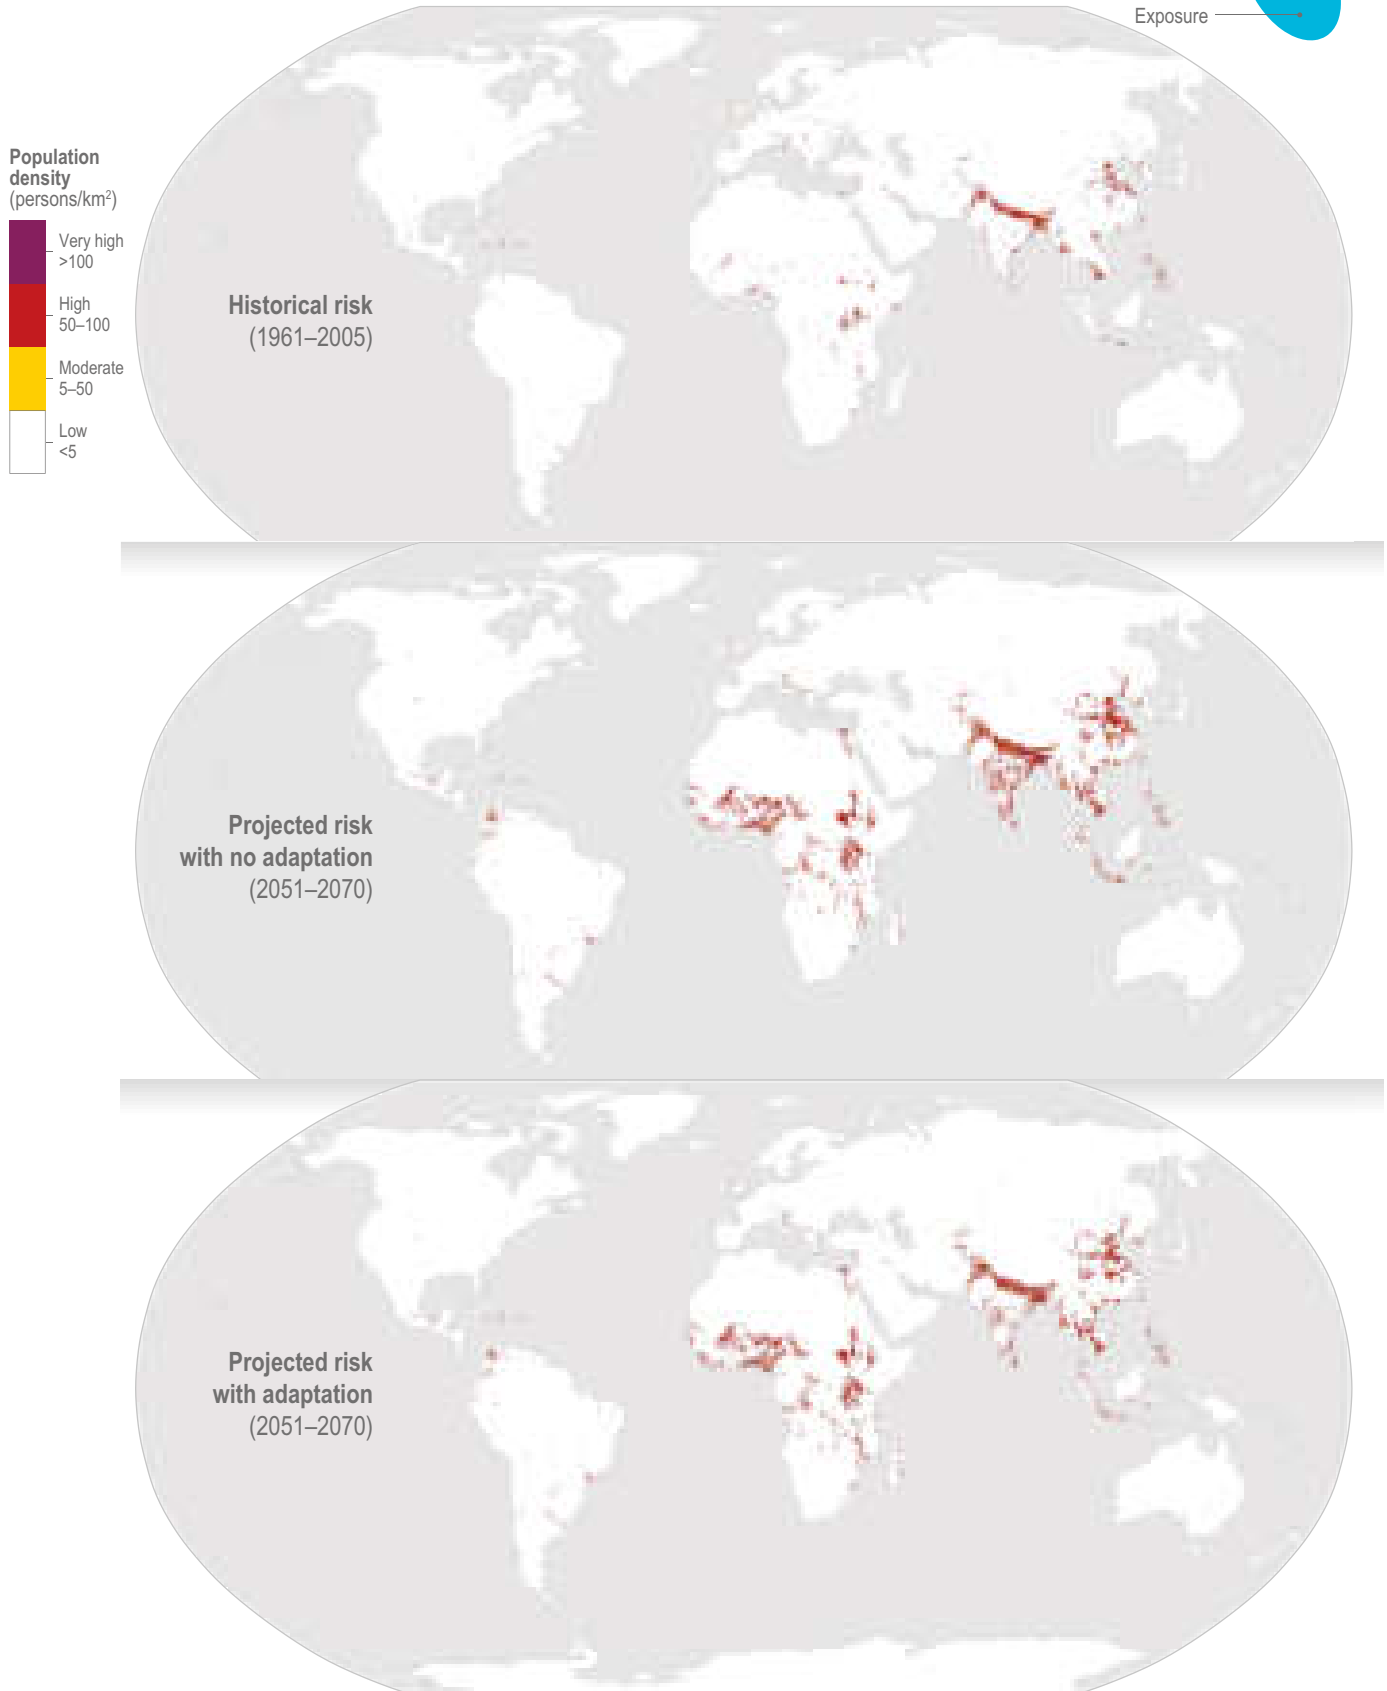 Exposure
Population
density
(persons/km²)
Very high
>100
High
50–100
Moderate
5–50
Low
<5
Historical risk
(1961–2005)
Projected risk
with no adaptation
(2051–2070)
Projected risk
with adaptation
(2051–2070)